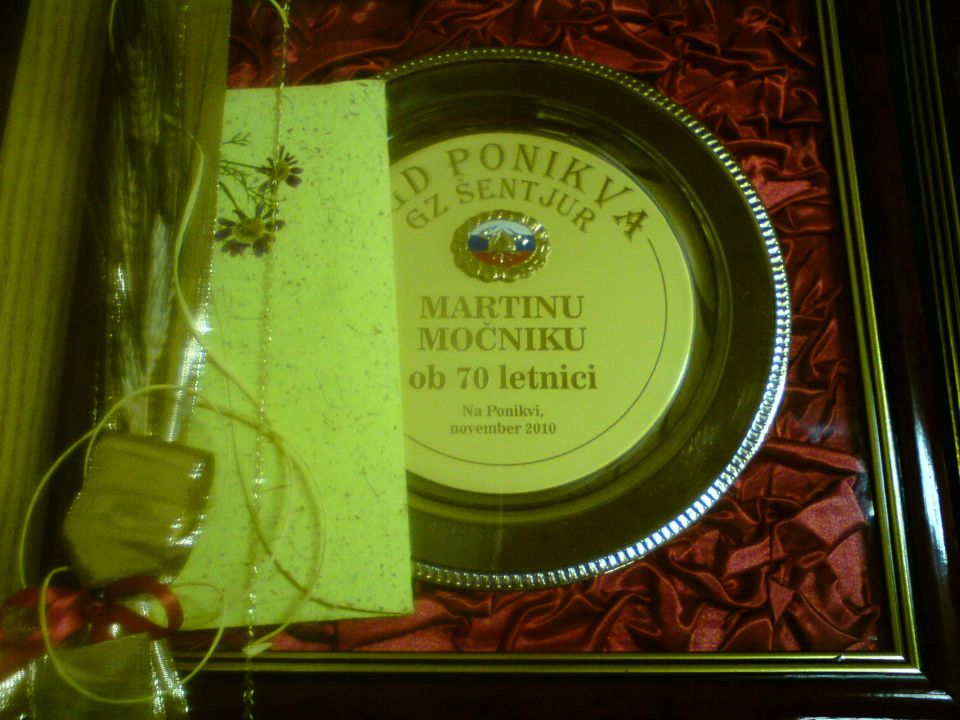 PONIKVA
GZ ŠENTJUR
MARTINU
MOČNIKU
ob 70 letnici
Na Ponikvi,
november 2010